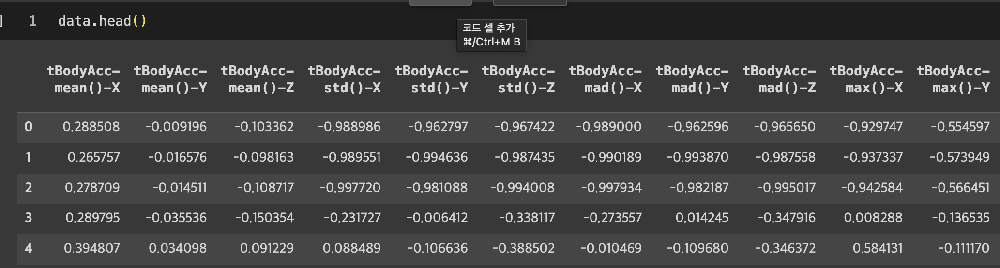 ] 1 data.head()
코드 셀 추가
⌘/Ctrl+M B
tBodyAcc- tBodyAcc- tBodyAcc- tBodyAcc- tBodyAcc- tBodyAcc- tBodyAcc- tBodyAcc- tBodyAcc- tBodyAcc- tBodyAcc-
mean()-X mean()-Y mean()-Z std()-X std()-Y std()-Z mad()-X mad()-Y mad()-Z max()-X max()-Y
0 0.288508 -0.009196 -0.103362 -0.988986 -0.962797 -0.967422 -0.989000 -0.962596 -0.965650 -0.929747 -0.554597
1 0.265757 -0.016576 -0.098163 -0.989551 -0.994636 -0.987435 -0.990189 -0.993870 -0.987558 -0.937337 -0.573949
2 0.278709 -0.014511 -0.108717 -0.997720 -0.981088 -0.994008 -0.997934 -0.982187 -0.995017 -0.942584 -0.566451
3 0.289795 -0.035536 -0.150354 -0.231727 -0.006412 -0.338117 -0.273557 0.014245 -0.347916 0.008288 -0.136535
4 0.394807 0.034098 0.091229 0.088489 -0.106636 -0.388502 -0.010469 -0.109680 -0.346372 0.584131 -0.111170